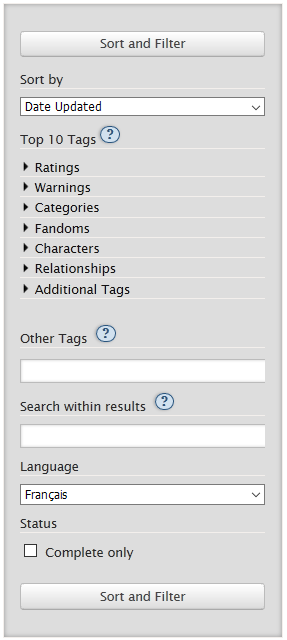 Sort and Filter
Sort by
Date Updated
Top 10 Tags ?
Ratings
Warnings
Categories
Fandoms
Characters
Relationships
Additional Tags
Other Tags ?
Search within results ?
Language
Français
Status
Complete only
Sort and Filter